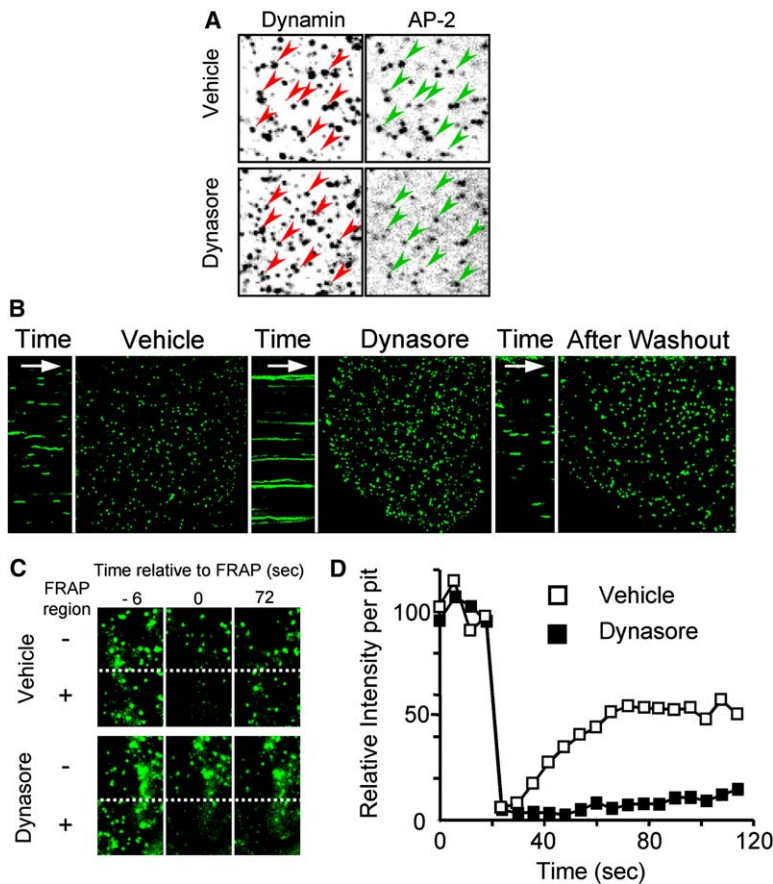 A
Dynamin AP-2
Vehicle
Dynasore
B
Time Vehicle Time Dynasore Time After Washout
C
Time relative to FRAP (sec)
FRAP region
- 6 0 72
Vehicle
-
+
Dynasore
-
+
D
Relative Intensity per pit
100
50
0
Vehicle
Dynasore
0 40 80 120
Time (sec)